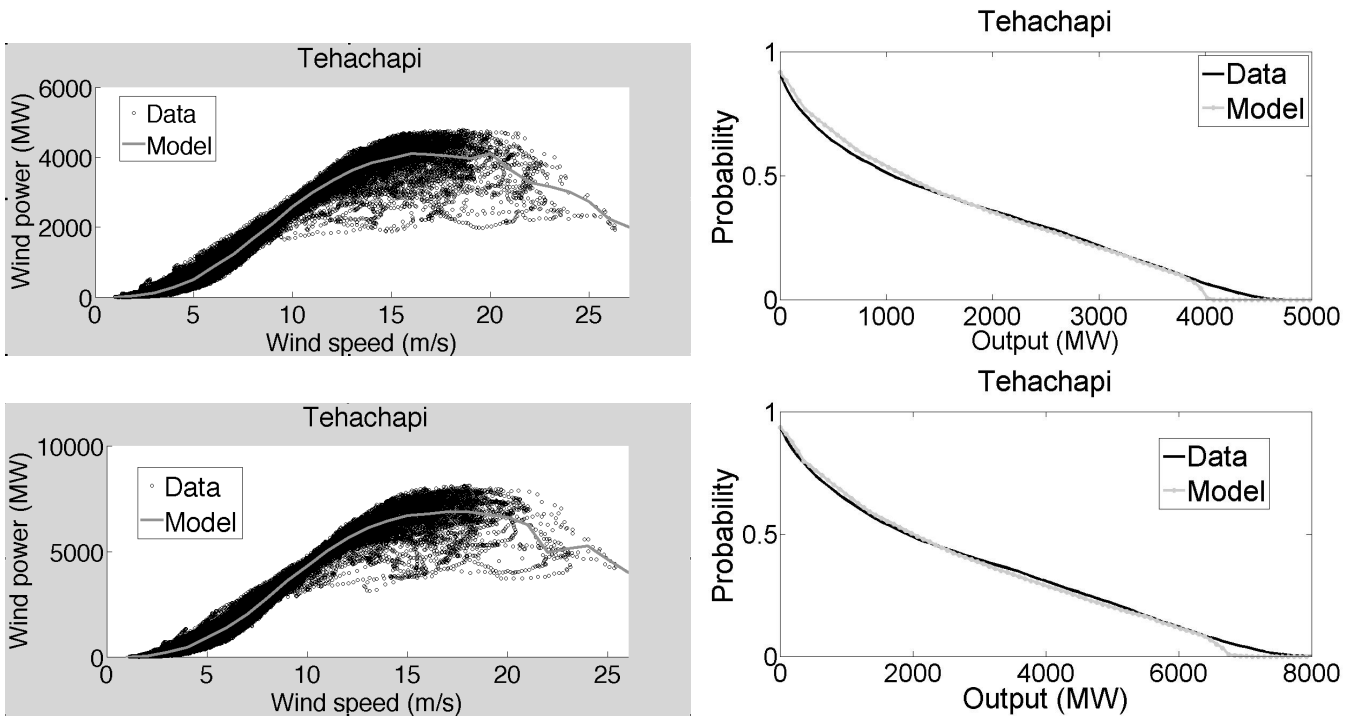 Tehachapi
Wind power (MW)
6000
4000
2000
0
Data
Model
0 5 10 15 20 25
Wind speed (m/s)
Tehachapi
Probability
1
0.5
0
Data
Model
0 1000 2000 3000 4000 5000
Output (MW)
Tehachapi
Wind power (MW)
10000
5000
0
Data
Model
0 5 10 15 20 25
Wind speed (m/s)
Tehachapi
Probability
1
0.5
0
Data
Model
0 2000 4000 6000 8000
Output (MW)